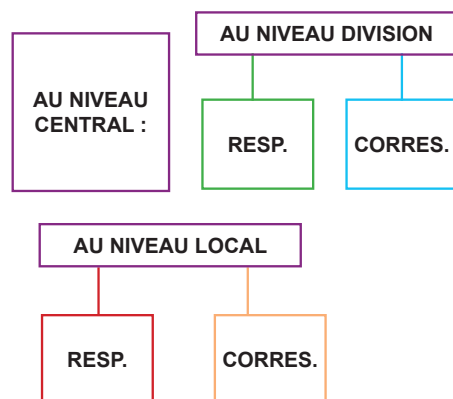 AU NIVEAU
CENTRAL :
AU NIVEAU DIVISION
RESP.
CORRES.
AU NIVEAU LOCAL
RESP.
CORRES.